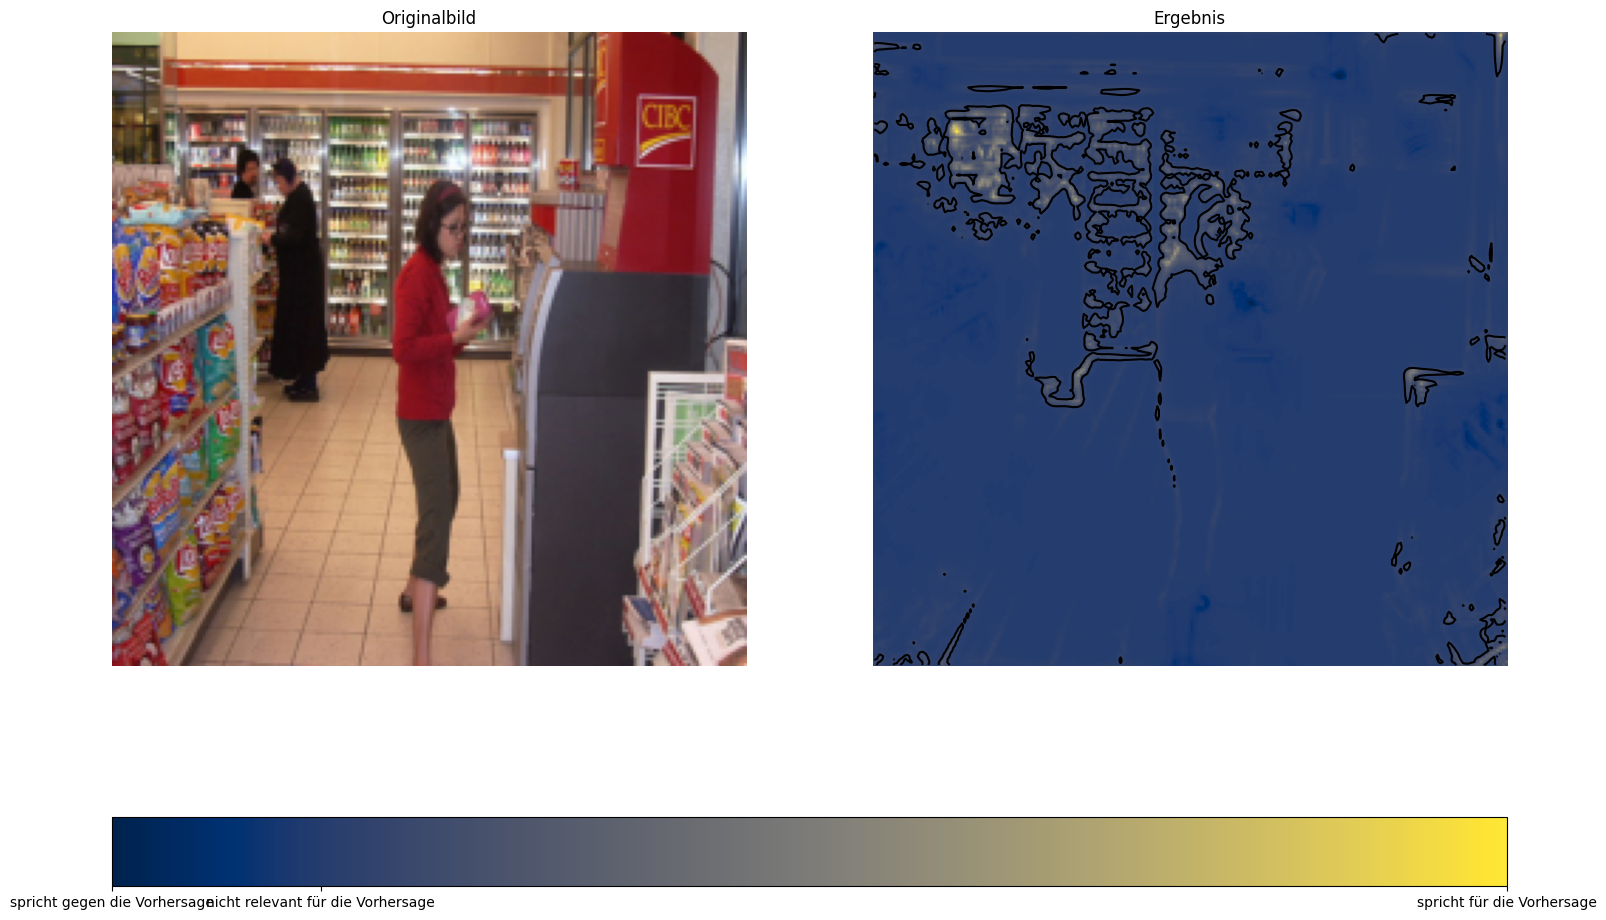 Originalbild
Ergebnis
CIBC
spricht gegen die Vorhersage
nicht relevant für die Vorhersage
spricht für die Vorhersage